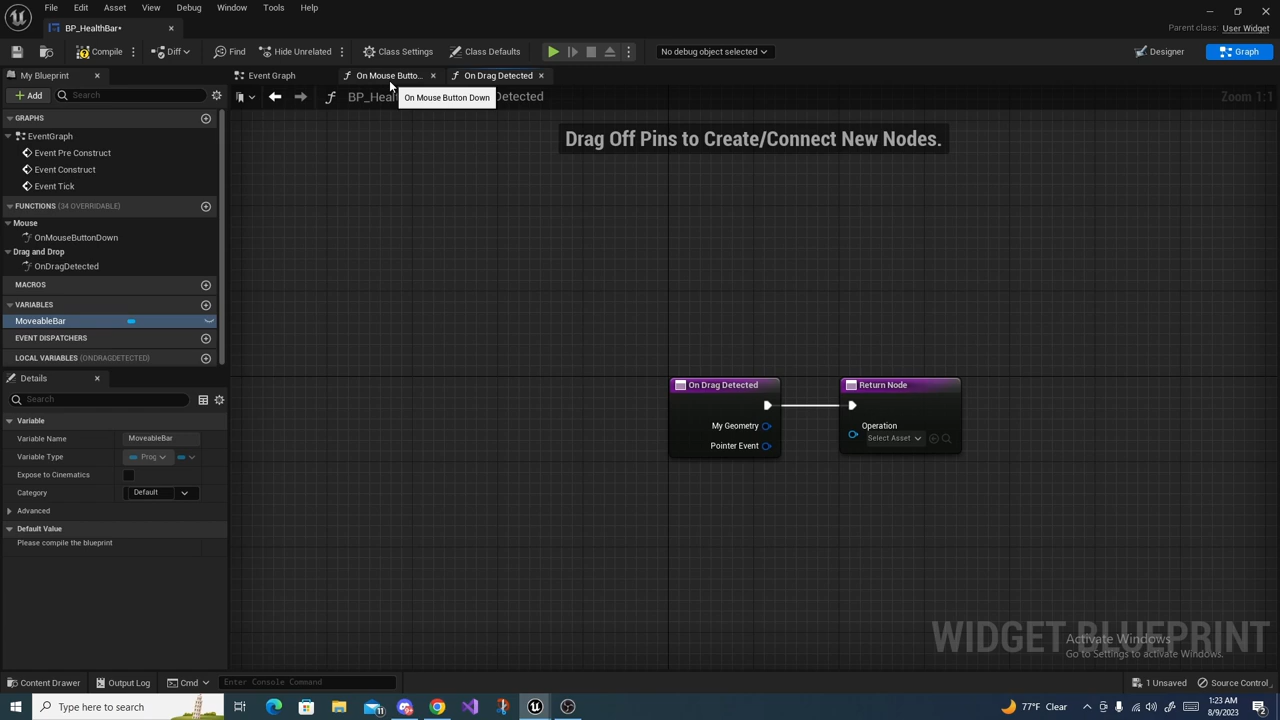 File Edit Asset View Debug Window Tools Help
BP_HealthBar*
Parent class: User Widget
Compile Diff Find Hide Unrelated Class Settings Class Defaults No debug object selected Designer Graph
My Blueprint Event Graph On Mouse Butto... On Drag Detected
Add Search BP_Heal Detected Zoom 1:1
On Mouse Button Down
GRAPHS
EventGraph
Event Pre Construct
Event Construct
Event Tick
FUNCTIONS (34 OVERRIDABLE)
Mouse
OnMouseButtonDown
Drag and Drop
OnDragDetected
MACROS
VARIABLES
MoveableBar
EVENT DISPATCHERS
LOCAL VARIABLES (ONDRAGDETECTED)
Details
Search
Variable
Variable Name MoveableBar
Variable Type Prog
Expose to Cinematics
Category Default
Advanced
Default Value
Please compile the blueprint
Drag Off Pins to Create/Connect New Nodes.
On Drag Detected
My Geometry
Pointer Event
Return Node
Operation
Select Asset
WIDGET BLUEPRINT
Activate Windows
Go to Settings to activate Windows.
Content Drawer Output Log Cmd Enter Console Command 1 Unsaved Source Control
Type here to search 77°F Clear 1:23 AM
8/9/2023